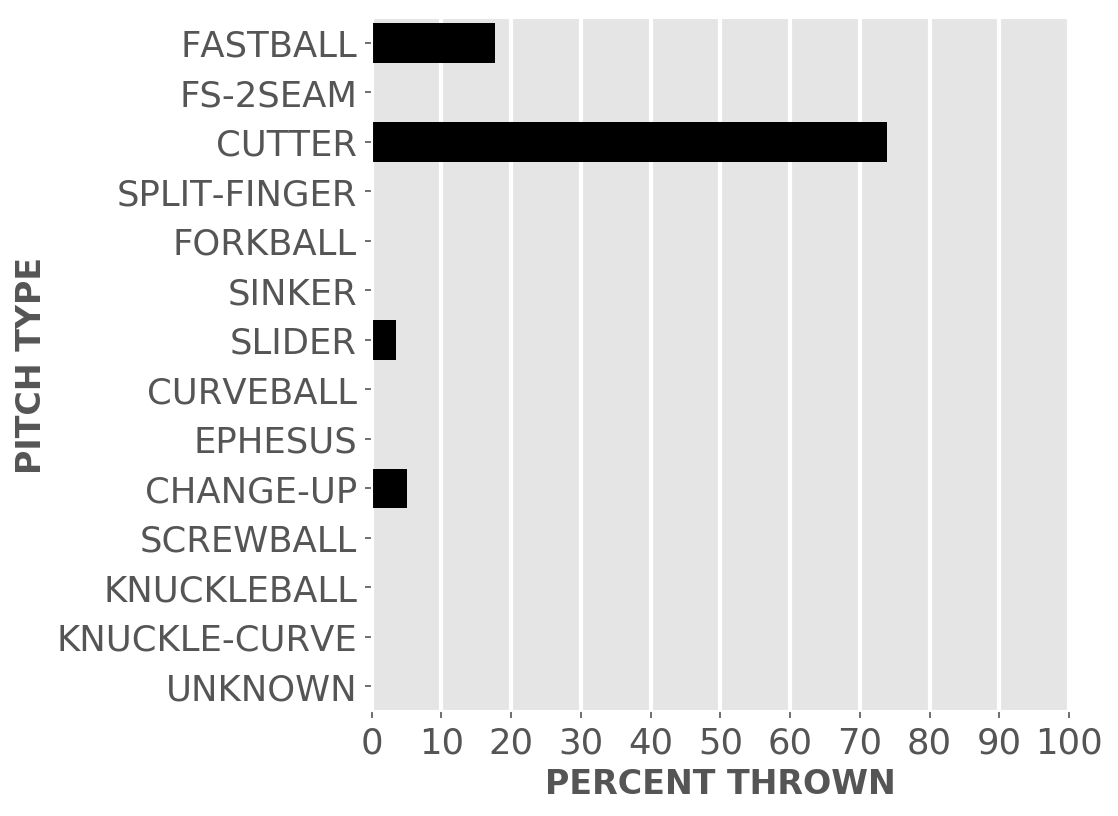 FASTBALL
FS-2SEAM
CUTTER
SPLIT-FINGER
FORKBALL
SINKER
SLIDER
CURVEBALL
EPHESUS
CHANGE-UP
SCREWBALL
KNUCKLEBALL
KNUCKLE-CURVE
UNKNOWN
PITCH TYPE
0 10 20 30 40 50 60 70 80 90 100
PERCENT THROWN